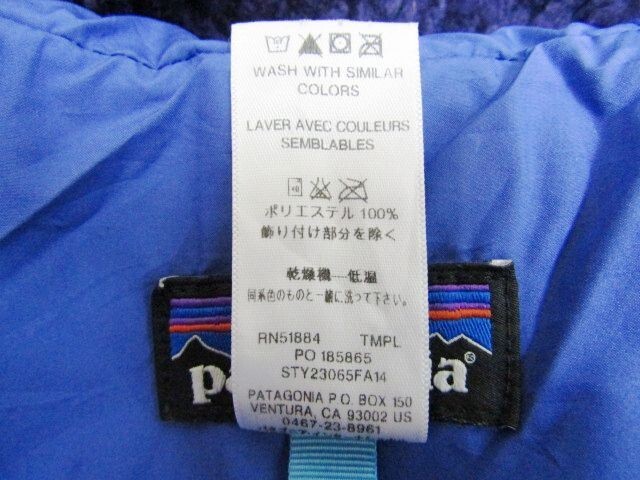 WASH WITH SIMILAR
COLORS
LAVER AVEC COULEURS
SEMBLABLES
ポリエステル 100%
飾り付け部分を除く
乾燥機—低温
同系色のものと一緒に洗って下さい。
RN51884 TMPL
PO 185865
STY23065FA14
PATAGONIA P.O. BOX 150
VENTURA, CA 93002 US
0467-23-8961